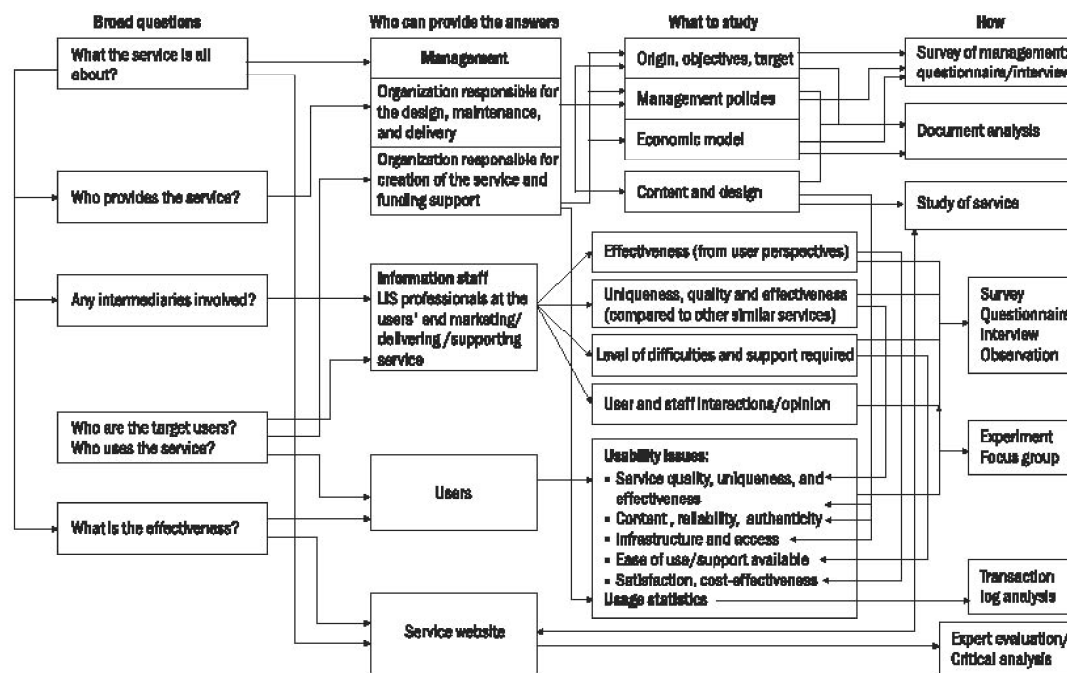 Broad questions
Who can provide the answers
What to study
How
What the service is all
about?
Who provides the service?
Any intermediaries involved?
Who are the target users?
Who uses the service?
What is the effectiveness?
Management
Organization responsible for
the design, maintenance,
and delivery
Organization responsible for
creation of the service and
funding support
Information staff
LIS professionals at the
users' end marketing/
delivering/supporting
service
Users
Service website
Origin, objectives, target
Management policies
Economic model
Content and design
Effectiveness (from user perspectives)
Uniqueness, quality and effectiveness
(compared to other similar services)
Level of difficulties and support required
User and staff interactions/opinion
Usability issues:
▪ Service quality, uniqueness, and
effectiveness
▪ Content, reliability, authenticity
▪ Infrastructure and access
▪ Ease of use/support available
▪ Satisfaction, cost-effectiveness
Usage statistics
Survey of management:
questionnaire/interview
Document analysis
Study of service
Survey
Questionnaire
Interview
Observation
Experiment
Focus group
Transaction
log analysis
Expert evaluation/
Critical analysis